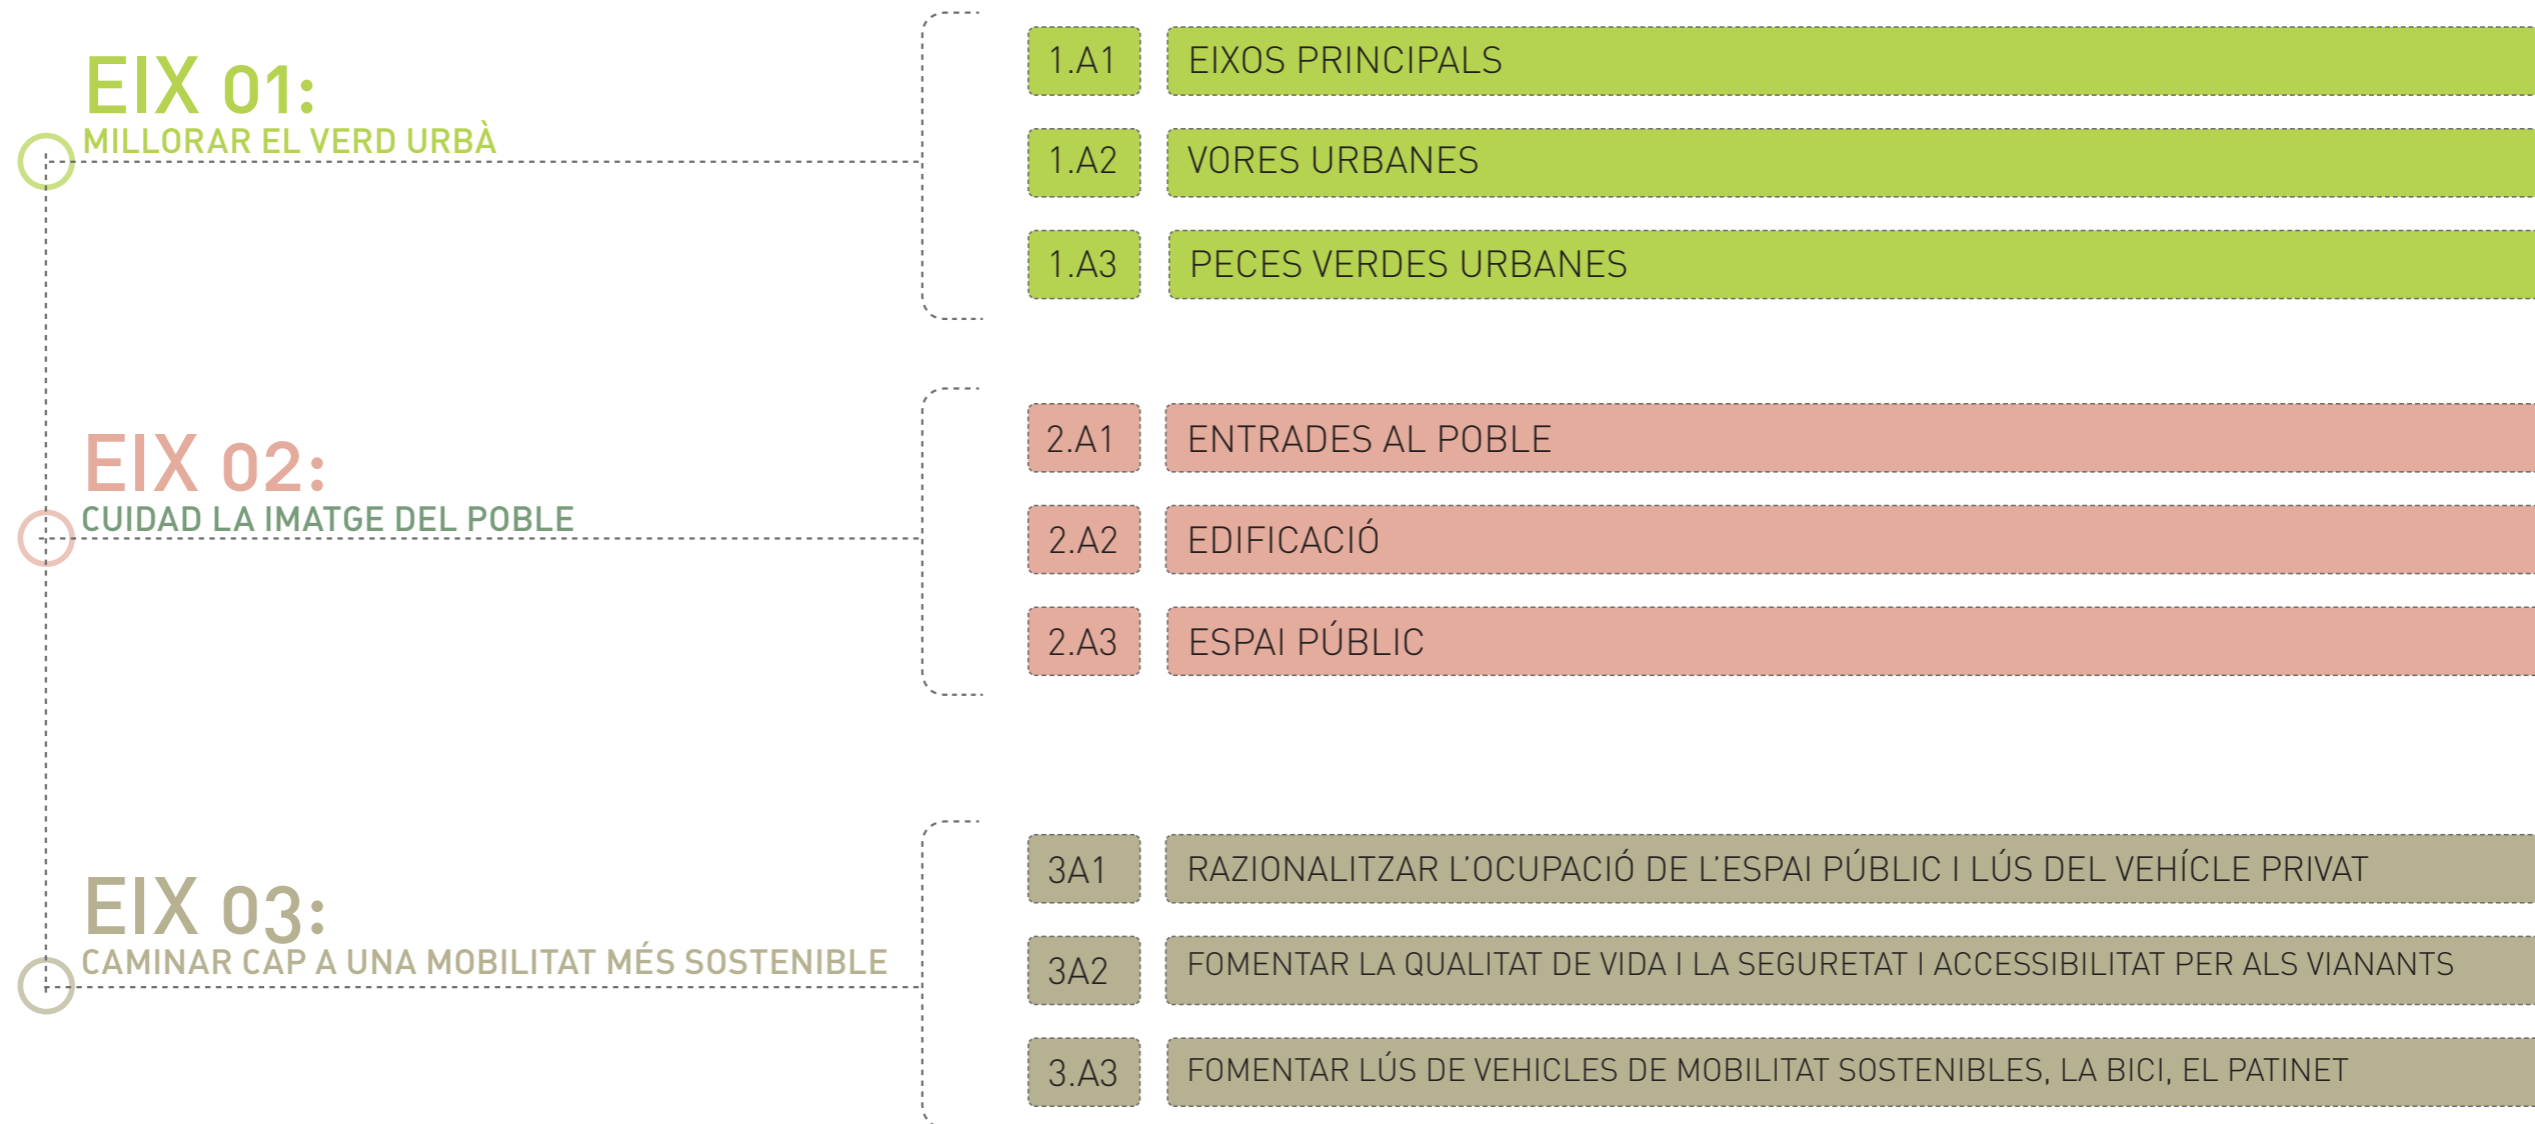 EIX 01:
MILLORAR EL VERD URBÀ
1.A1 EIXOS PRINCIPALS
1.A2 VORES URBANES
1.A3 PECES VERDES URBANES
EIX 02:
CUIDAD LA IMATGE DEL POBLE
2.A1 ENTRADES AL POBLE
2.A2 EDIFICACIÓ
2.A3 ESPAI PÚBLIC
EIX 03:
CAMINAR CAP A UNA MOBILITAT MÉS SOSTENIBLE
3A1 RAZIONALITZAR L'OCUPACIÓ DE L'ESPAI PÚBLIC I LÚS DEL VEHÍCLE PRIVAT
3A2 FOMENTAR LA QUALITAT DE VIDA I LA SEGURETAT I ACCESSIBILITAT PER ALS VIANANTS
3.A3 FOMENTAR LÚS DE VEHICLES DE MOBILITAT SOSTENIBLES, LA BICI, EL PATINET